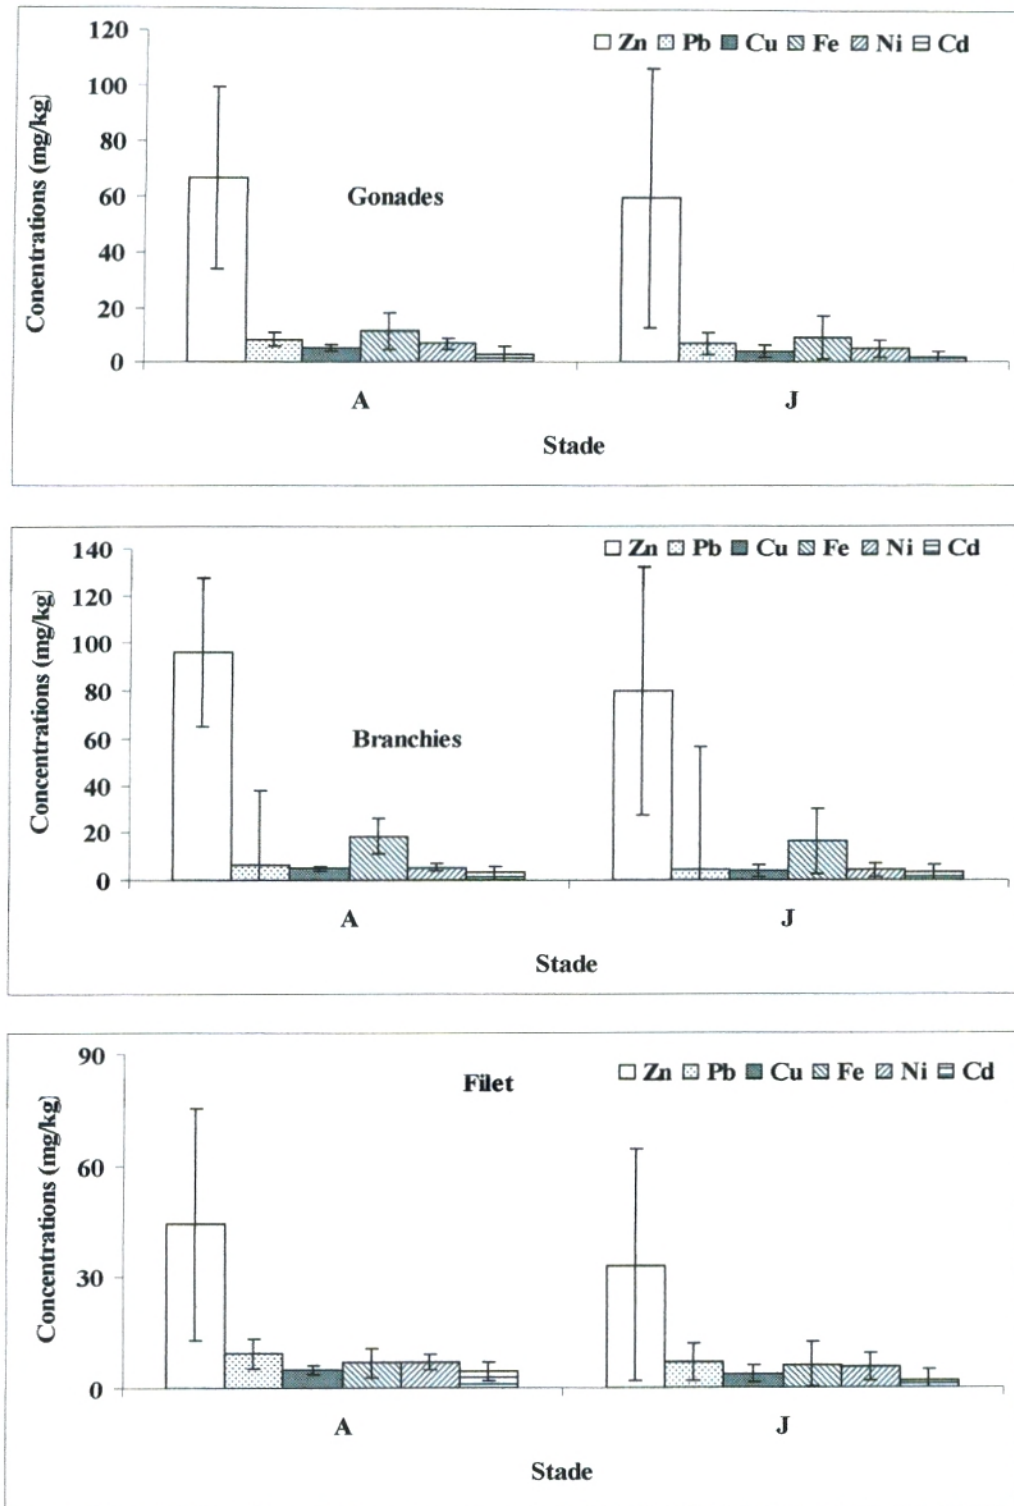 120
100
80
60
40
20
0
Conentrations (mg/kg)
Zn Pb Cu Fe Ni Cd
Gonades
A J
Stade
140
120
100
80
60
40
20
0
Concentrations (mg/kg)
Zn Pb Cu Fe Ni Cd
Branchies
A J
Stade
90
60
30
0
Concentrations (mg/kg)
Filet
Zn Pb Cu Fe Ni Cd
A J
Stade